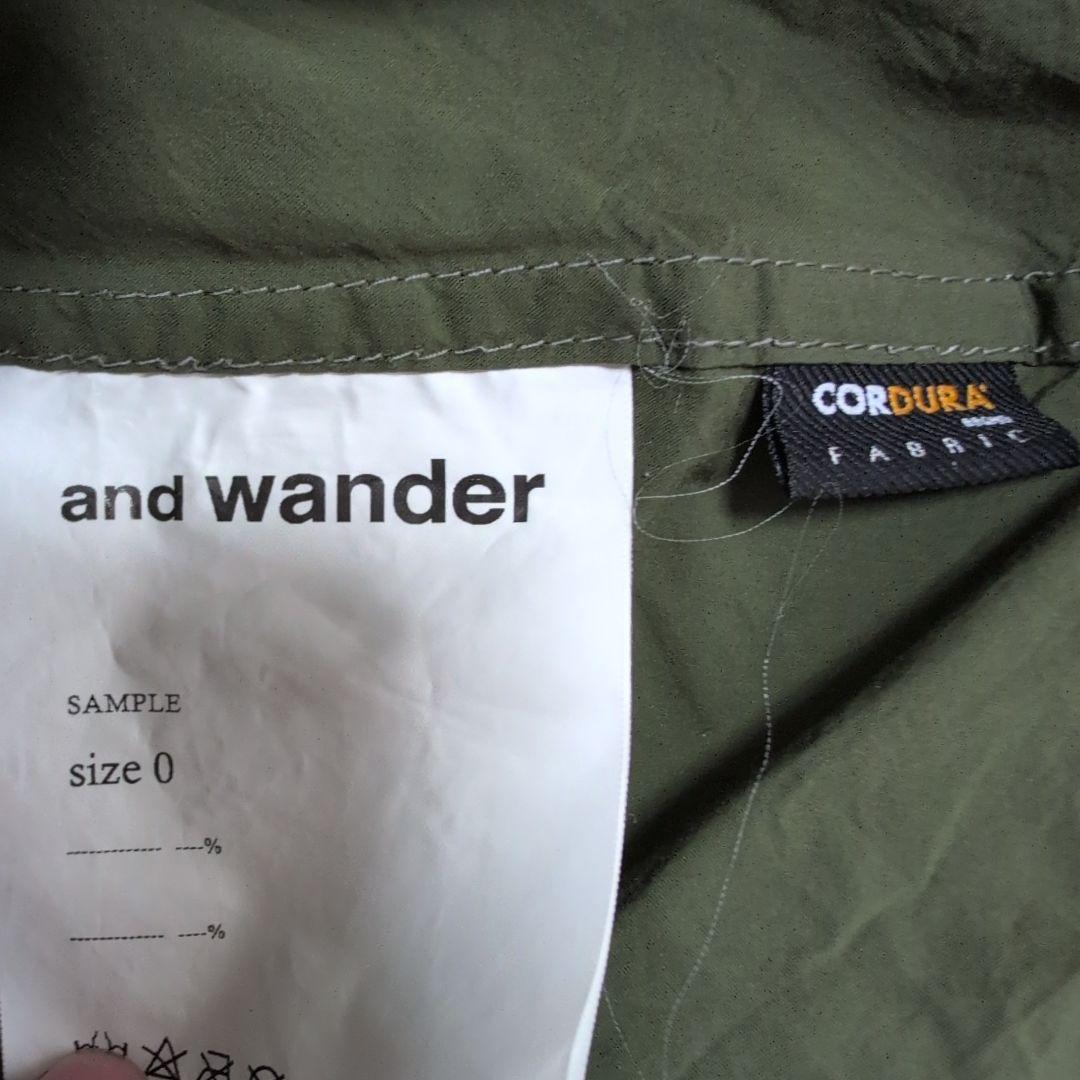 and wander
SAMPLE
size 0
------------- ----%
------------- ----%
CORDURA®
FABRIC